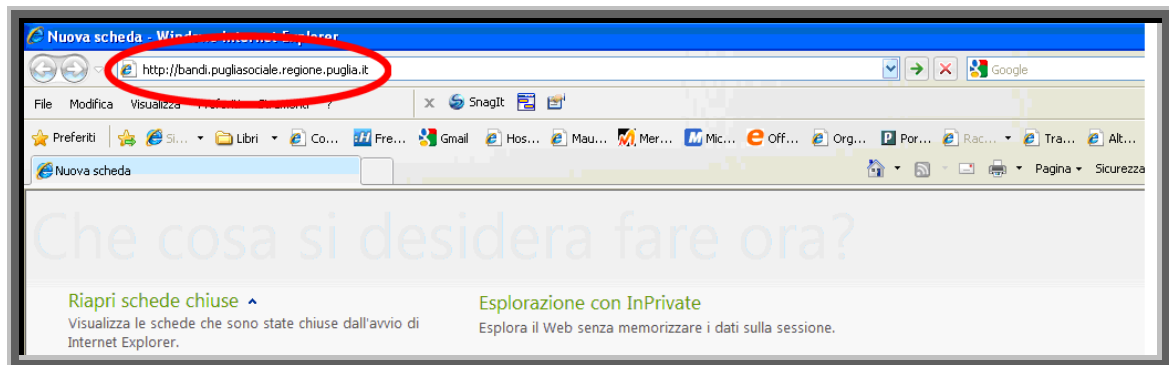 Nuova scheda - Windows Internet Explorer
http://bandi.pugliasociale.regione.puglia.it Google
File Modifica Visualizza Preferiti Strumenti ? x SnagIt
Preferiti Si... Libri Co... Fre... Gmail Hos... Mau... Mer... Mic... Off... Org... Por... Rac... Tra... Alt...
Nuova scheda Pagina Sicurezza
Che cosa si desidera fare ora?
Riapri schede chiuse Esplorazione con InPrivate
Visualizza le schede che sono state chiuse dall'avvio di Esplora il Web senza memorizzare i dati sulla sessione.
Internet Explorer.